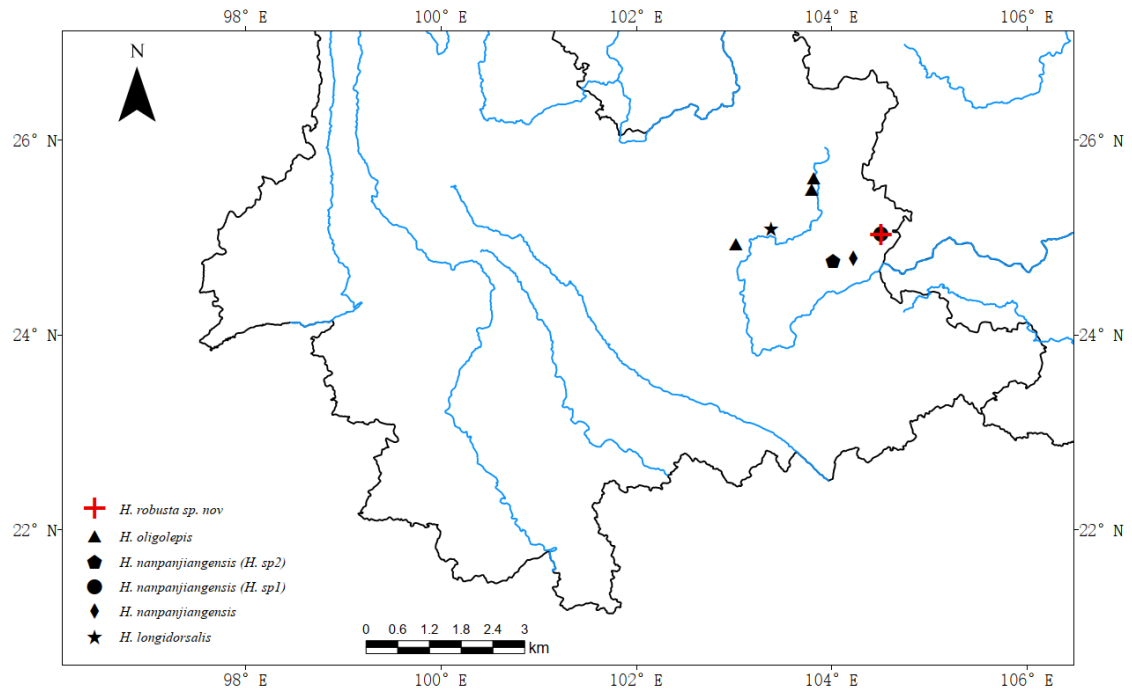 98° E 100° E 102° E 104° E 106° E
N
26° N 26° N
24° N 24° N
22° N 22° N
H. robusta sp. nov
H. oligolepis
H. nanpanjiangensis (H. sp2)
H. nanpanjiangensis (H. sp1)
H. nanpanjiangensis
H. longidorsalis
0 0.6 1.2 1.8 2.4 3
km
98° E 100° E 102° E 104° E 106° E